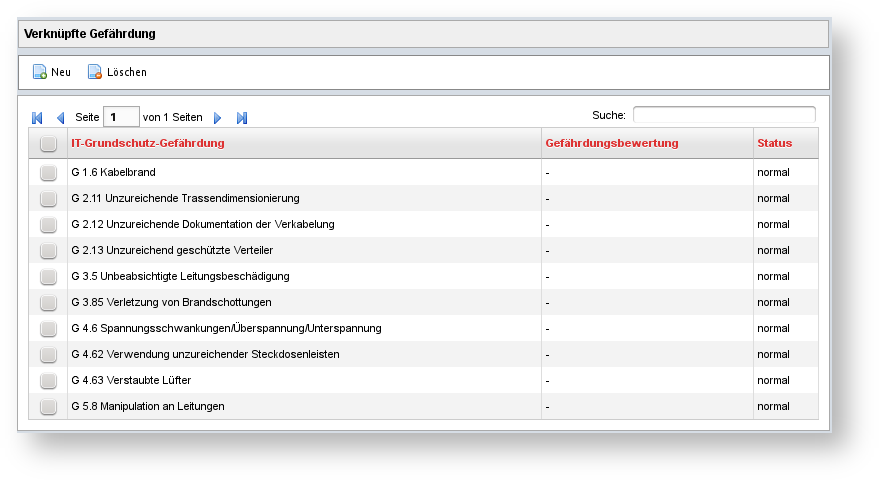 Verknüpfte Gefährdung
Neu Löschen
Seite 1 von 1 Seiten Suche:
IT-Grundschutz-Gefährdung Gefährdungsbewertung Status
G 1.6 Kabelbrand - normal
G 2.11 Unzureichende Trassendimensionierung - normal
G 2.12 Unzureichende Dokumentation der Verkabelung - normal
G 2.13 Unzureichend geschützte Verteiler - normal
G 3.5 Unbeabsichtigte Leitungsbeschädigung - normal
G 3.85 Verletzung von Brandschottungen - normal
G 4.6 Spannungsschwankungen/Überspannung/Unterspannung - normal
G 4.62 Verwendung unzureichender Steckdosenleisten - normal
G 4.63 Verstaubte Lüfter - normal
G 5.8 Manipulation an Leitungen - normal